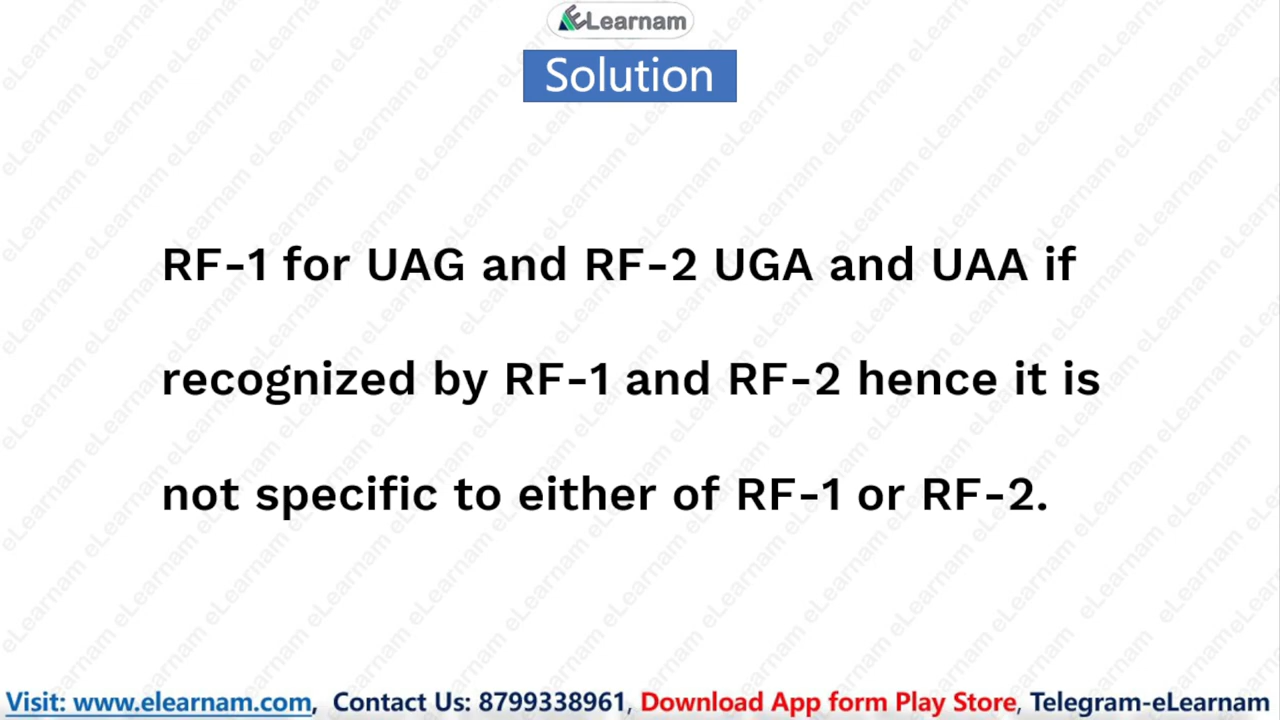 ELearnam
Solution
RF-1 for UAG and RF-2 UGA and UAA if
recognized by RF-1 and RF-2 hence it is
not specific to either of RF-1 or RF-2.
Visit: www.elearnam.com, Contact Us: 8799338961, Download App form Play Store, Telegram-eLearnam